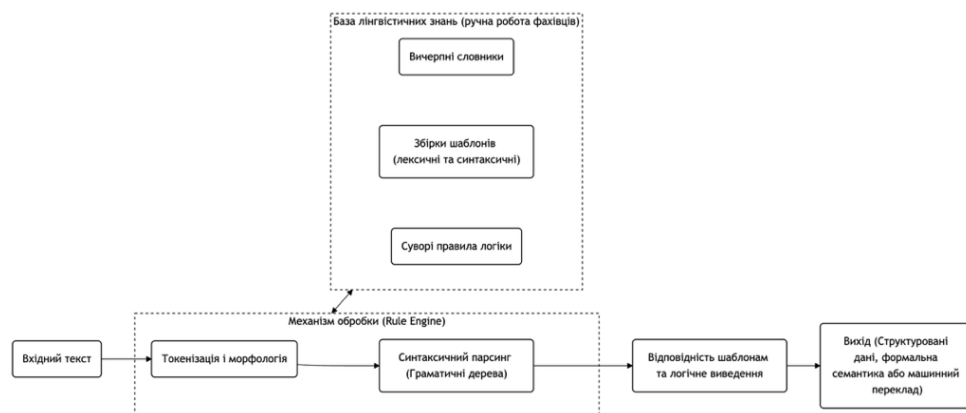 База лінгвістичних знань (ручна робота фахівців)
Вичерпні словники
Збірки шаблонів
(лексичні та синтаксичні)
Суворі правила логіки
Механізм обробки (Rule Engine)
Вхідний текст
Токенізація і морфологія
Синтаксичний парсинг
(Граматичні дерева)
Відповідність шаблонам
та логічне виведення
Вихід (Структуровані
дані, формальна
семантика або машинний
переклад)